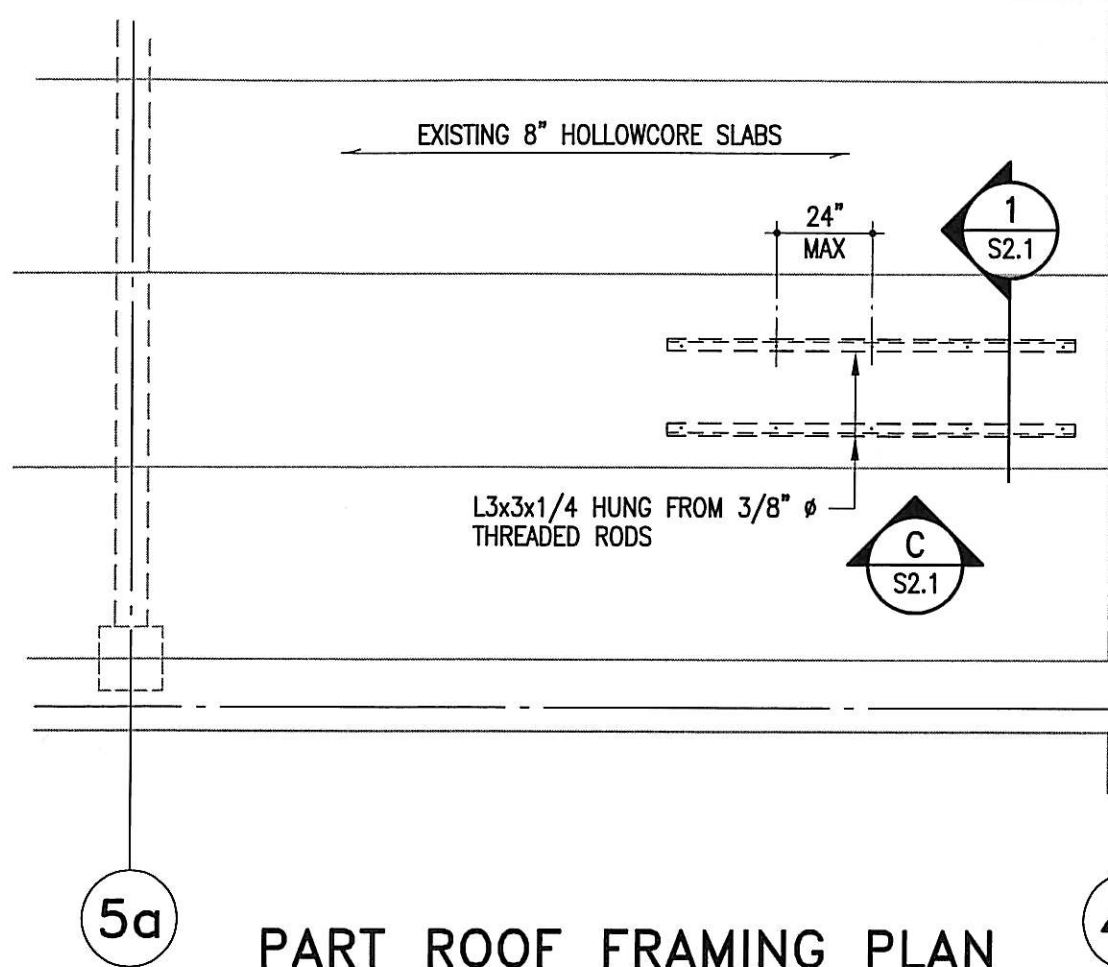 EXISTING 8" HOLLOWCORE SLABS
24"
MAX
1
S2.1
L3x3x1/4 HUNG FROM 3/8" ø
THREADED RODS
C
S2.1
5a
PART ROOF FRAMING PLAN